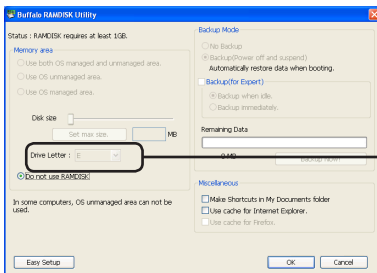 Buffalo RAMDISK Utility
Status : RAMDISK requires at least 1GB.
Memory area
Use both OS managed and unmanaged area.
Use OS unmanaged area.
Use OS managed area.
Disk size
Set max size.
MB
Drive Letter : E
Do not use RAMDISK
In some computers, OS unmanaged area can not be
used.
Easy Setup
Backup Mode
No Backup
Backup(Power off and suspend)
Automatically restore data when booting.
Backup(for Expert)
Backup when idle.
Backup immediately.
Remaining Data
0 MB
Backup Now!
Miscellaneous
Make Shortcuts in My Documents folder
Use cache for Internet Explorer.
Use cache for Firefox.
OK
Cancel